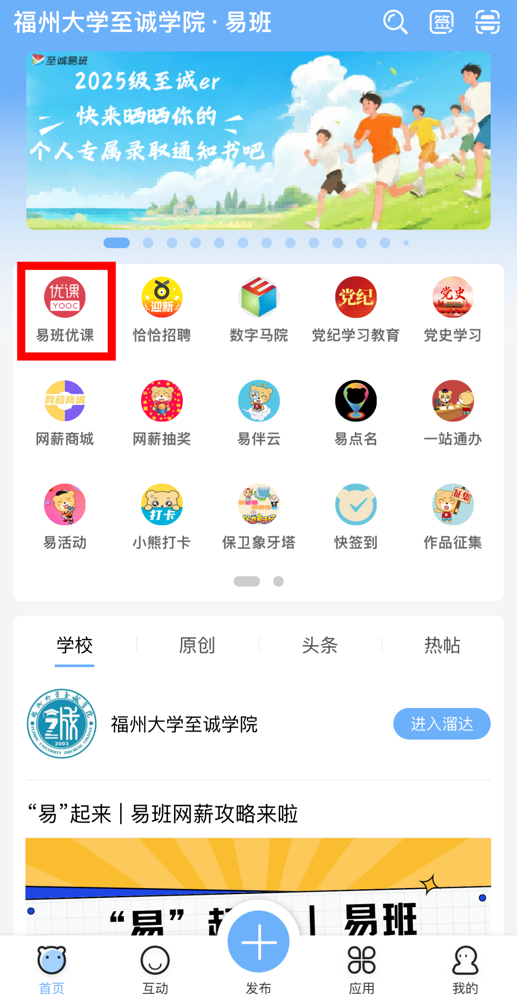 福州大学至诚学院 · 易班
签
至诚易班
2025级至诚er
快来晒晒你的
个人专属录取通知书吧
优课
YOOC
迎新
党纪
党史
易班优课
恰恰招聘
数字马院
党纪学习教育
党史学习
网薪商城
网薪商城
网薪抽奖
易伴云
易点名
一站通办
打卡
保卫象牙塔
征集
易活动
小熊打卡
保卫象牙塔
快签到
作品征集
学校
原创
头条
热帖
福州大学至诚学院
誠
2003
FUZHOU UNIVERSITY ZHICHENG COLLEGE
福州大学至诚学院
进入溜达
“易”起来 | 易班网薪攻略来啦
“易” 起 | 易班
首页
互动
发布
应用
我的